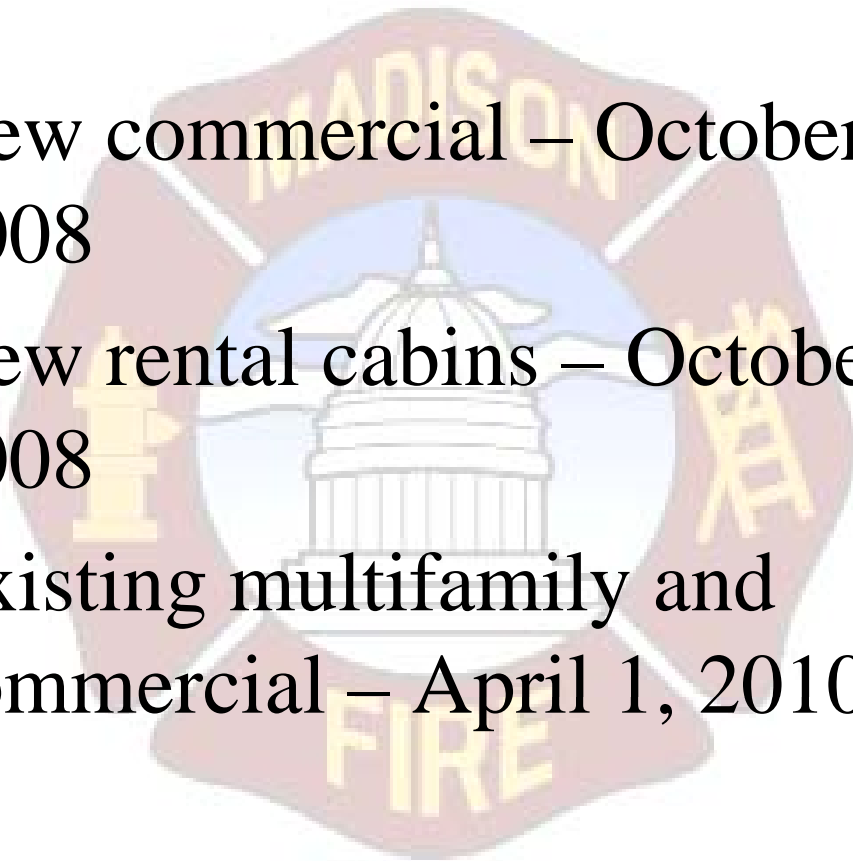 MADISON
ew commercial – October
008
ew rental cabins – Octobe
008
xisting multifamily and
ommercial – April 1, 2010
FIRE